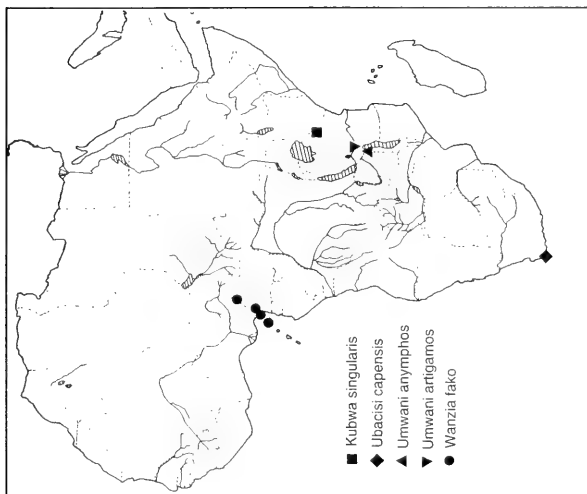 Kubwa singularis
Ubacisi capensis
Umwani anymphos
Umwani artigamos
Wanzia fako